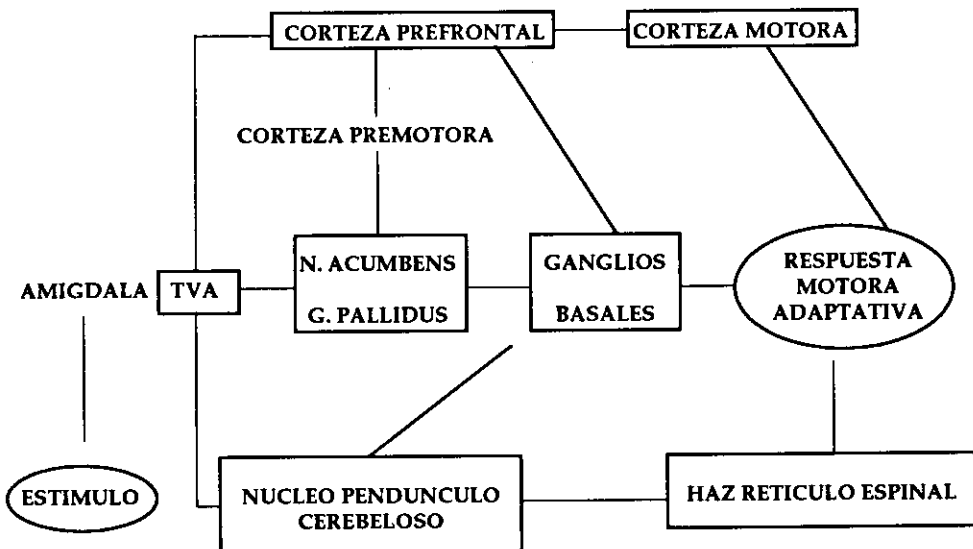 CORTEZA PREFRONTAL
CORTEZA MOTORA
CORTEZA PREMOTORA
N. ACUMBENS
G. PALLIDUS
GANGLIOS
BASALES
RESPUESTA
MOTORA
ADAPTATIVA
AMIGDALA
TVA
ESTIMULO
NUCLEO PENDUNCULO
CEREBELOSO
HAZ RETICULO ESPINAL